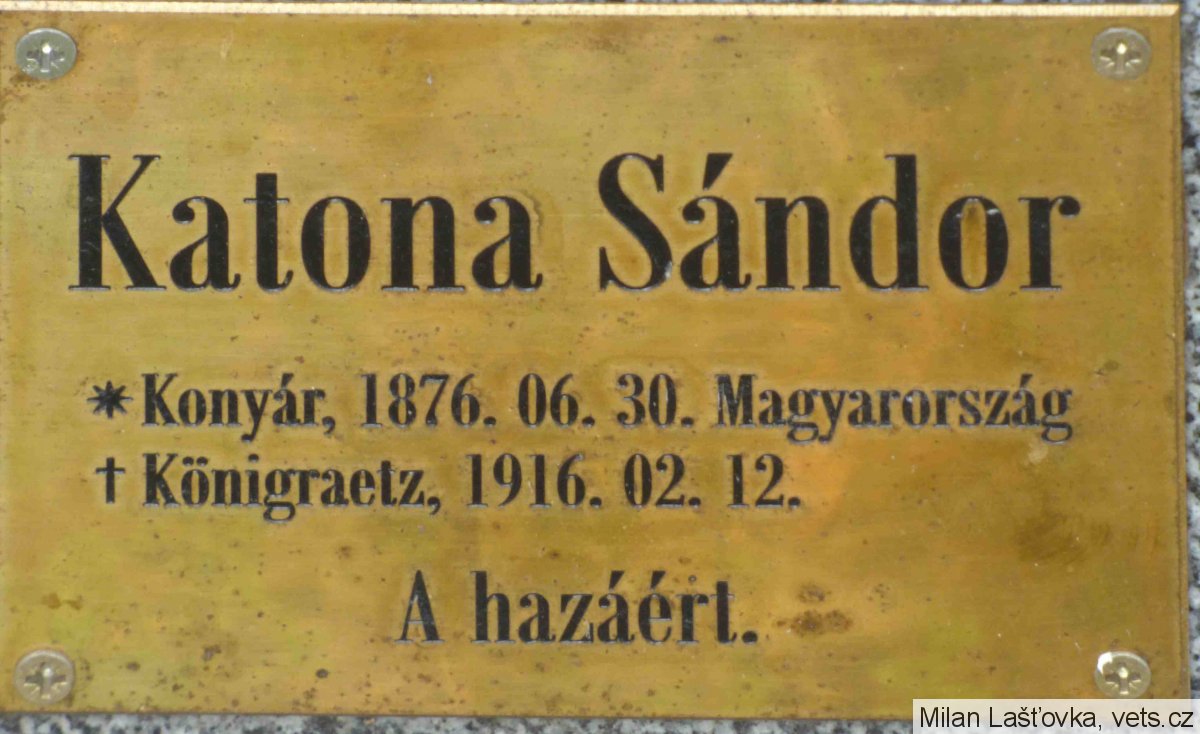 Katona Sándor
* Konyár, 1876. 06. 30. Magyarország
† Königraetz, 1916. 02. 12.
A hazáért.
Milan Lašťovka, vets.cz